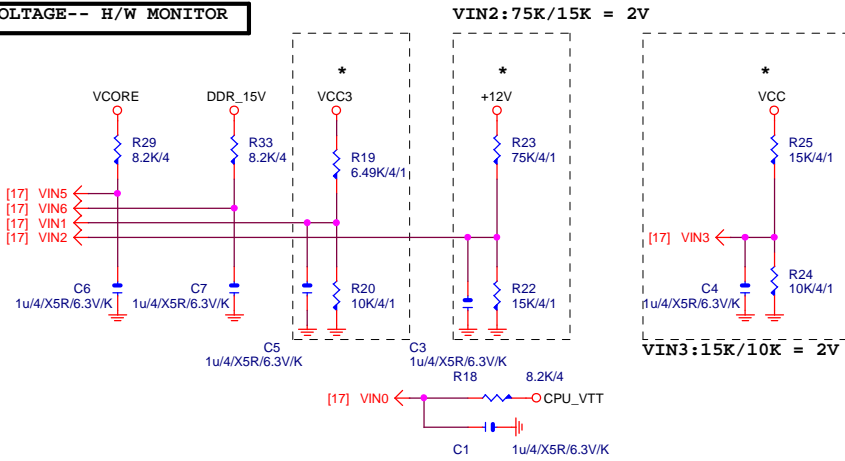 OLTAGE-- H/W MONITOR
VIN2:75K/15K = 2V
*
*
*
VCORE
DDR_15V
VCC3
+12V
VCC
R29
8.2K/4
R33
8.2K/4
R19
6.49K/4/1
R23
75K/4/1
R25
15K/4/1
[17] VIN5
[17] VIN6
[17] VIN1
[17] VIN2
[17] VIN3
C6
1u/4/X5R/6.3V/K
C7
1u/4/X5R/6.3V/K
R20
10K/4/1
R22
15K/4/1
C4
1u/4/X5R/6.3V/K
R24
10K/4/1
C5
1u/4/X5R/6.3V/K
C3
1u/4/X5R/6.3V/K
VIN3:15K/10K = 2V
R18
8.2K/4
[17] VIN0
CPU_VTT
C1
1u/4/X5R/6.3V/K